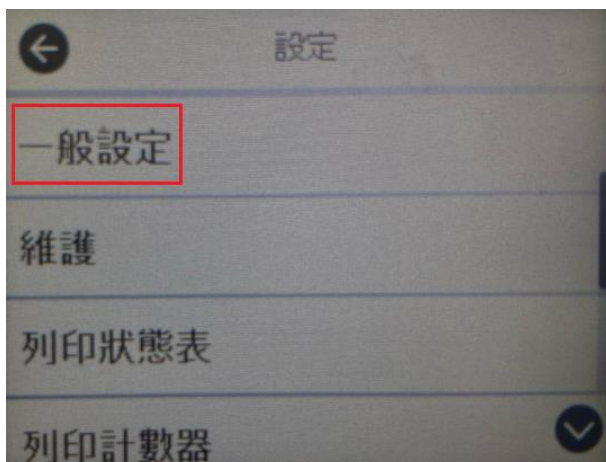 設定
一般設定
維護
列印狀態表
列印計數器